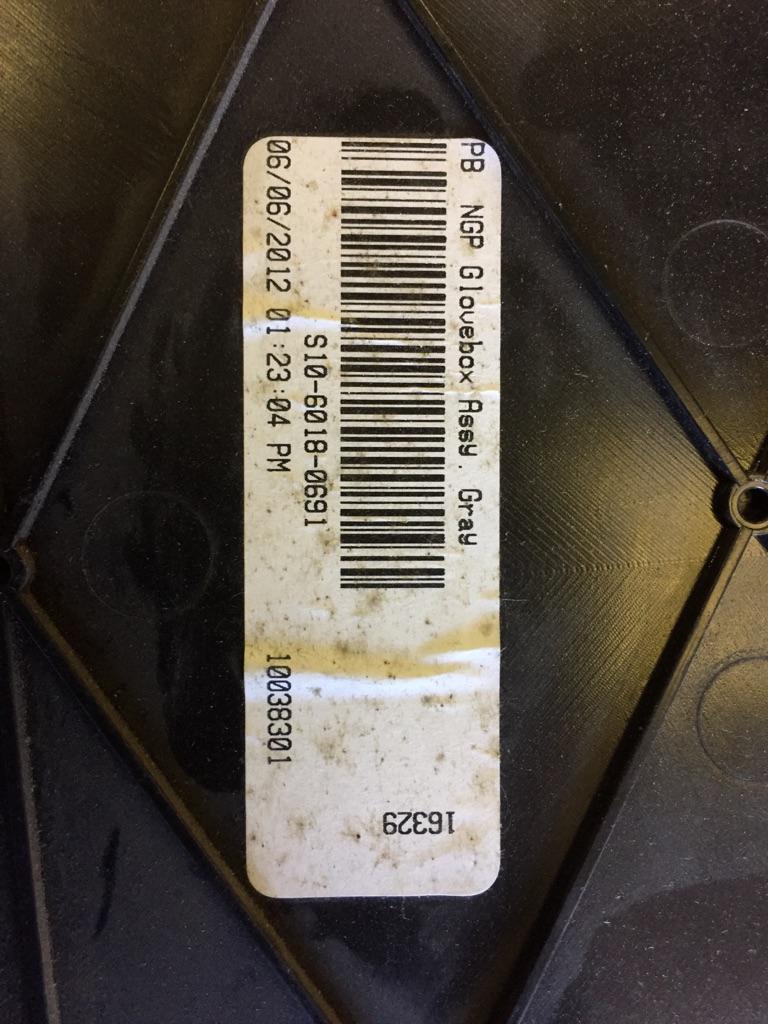 PB NGP Glovebox Assy. Gray
S10-6018-0691
06/06/2012 01:23:04 PM 10038301
16329